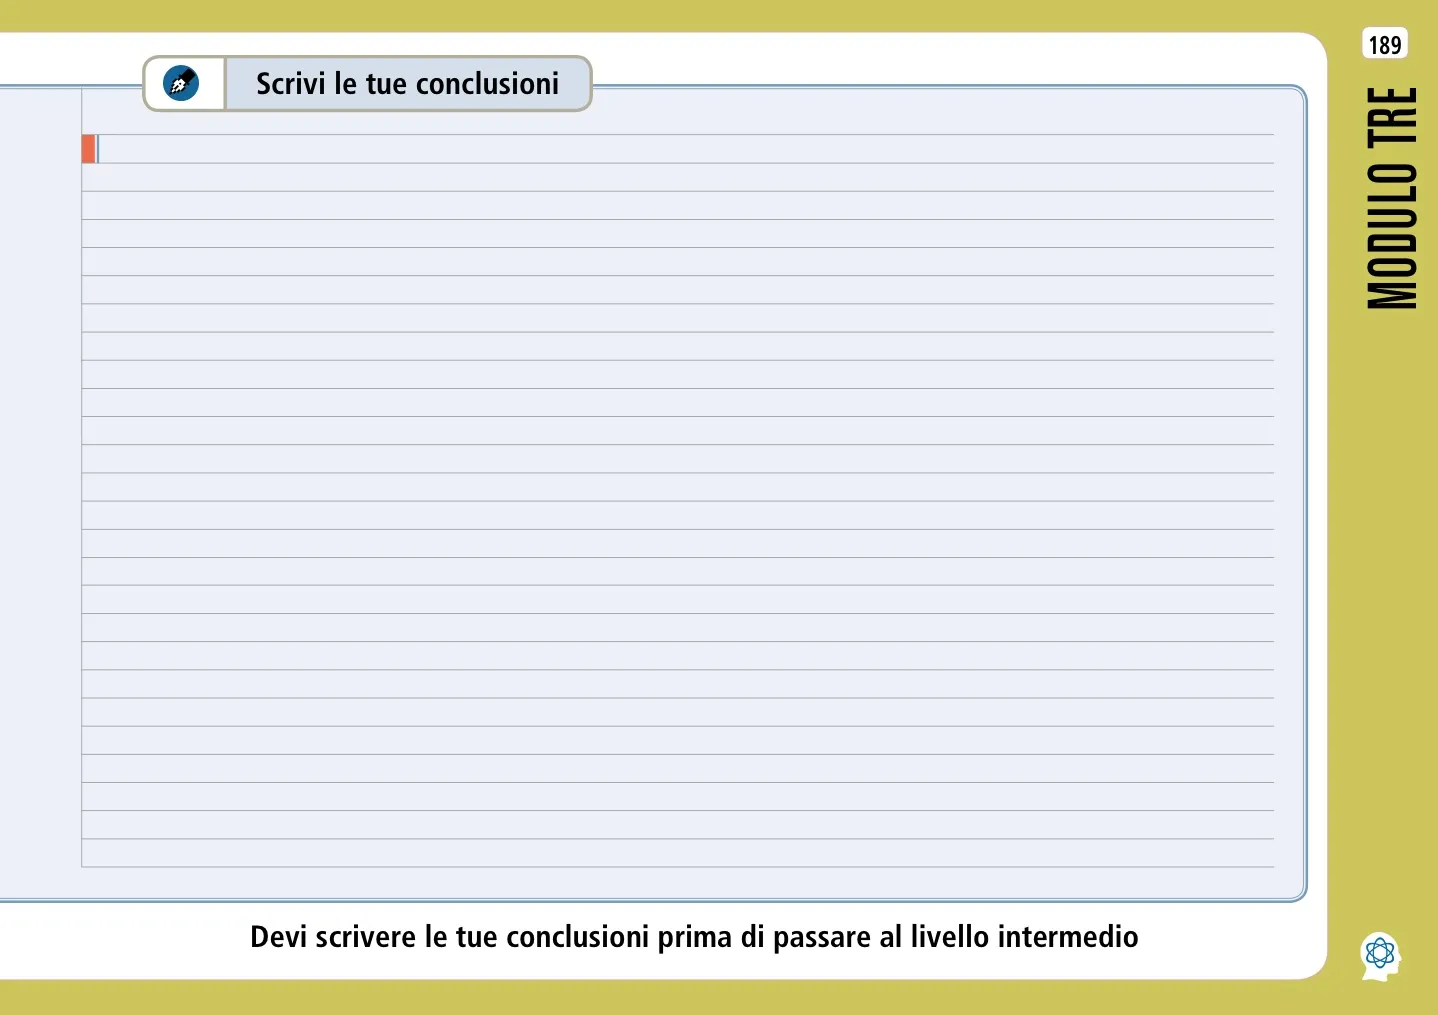 189
Scrivi le tue conclusioni
MODULO TRE
Devi scrivere le tue conclusioni prima di passare al livello intermedio